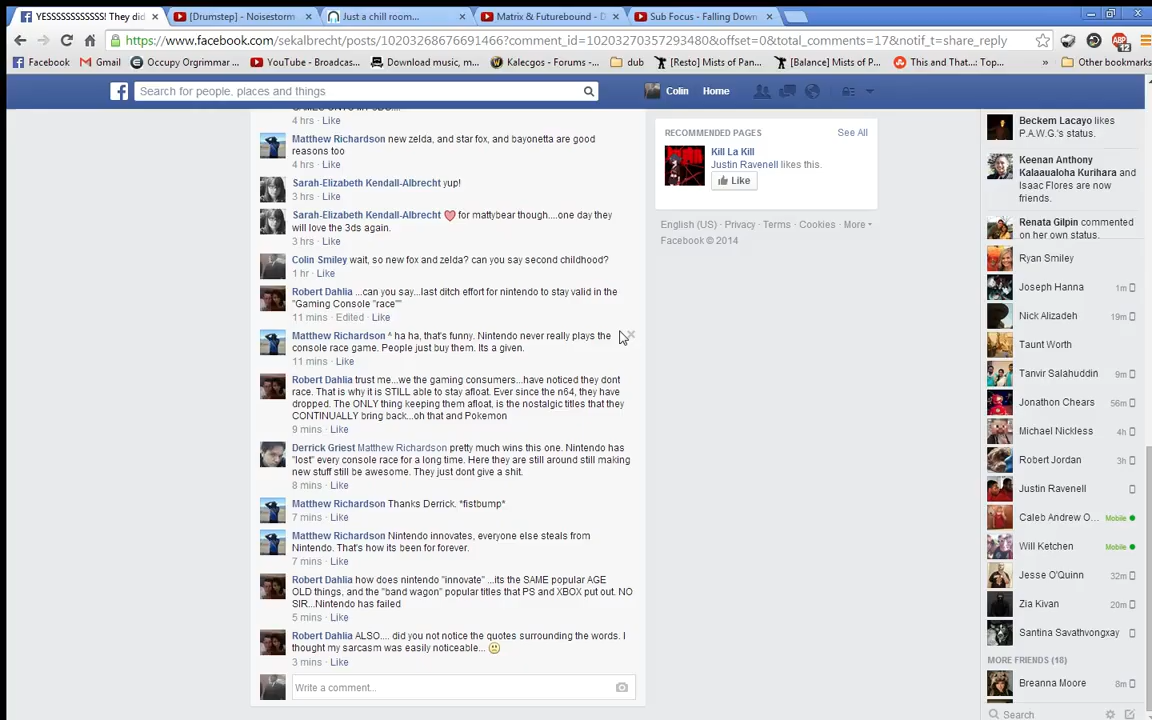 YESSSSSSSSSSSS! They did
[Drumstep] - Noisestorm
Just a chill room...
Matrix & Futurebound - D
Sub Focus - Falling Down
https://www.facebook.com/sekalbrecht/posts/10203268676691466?comment_id=10203270357293480&offset=0&total_comments=17&notif_t=share_reply
ABP
12
Facebook
Gmail
Occupy Orgrimmar ...
YouTube - Broadcas...
Download music, m...
Kalecgos - Forums - ...
dub
[Resto] Mists of Pan...
[Balance] Mists of P...
This and That...: Top...
»
Other bookmarks
Search for people, places and things
Colin
Home
4 hrs · Like
Matthew Richardson new zelda, and star fox, and bayonetta are good
reasons too
4 hrs · Like
Sarah-Elizabeth Kendall-Albrecht yup!
3 hrs · Like
Sarah-Elizabeth Kendall-Albrecht ❤ for mattybear though....one day they
will love the 3ds again.
3 hrs · Like
Colin Smiley wait, so new fox and zelda? can you say second childhood?
1 hr · Like
Robert Dahlia ...can you say...last ditch effort for nintendo to stay valid in the
"Gaming Console "race""
11 mins · Edited · Like
Matthew Richardson ^ ha ha, that's funny. Nintendo never really plays the
console race game. People just buy them. Its a given.
11 mins · Like
Robert Dahlia trust me...we the gaming consumers...have noticed they dont
race. That is why it is STILL able to stay afloat. Ever since the n64, they have
dropped. The ONLY thing keeping them afloat, is the nostalgic titles that they
CONTINUALLY bring back...oh that and Pokemon
9 mins · Like
Derrick Griest Matthew Richardson pretty much wins this one. Nintendo has
"lost" every console race for a long time. Here they are still around still making
new stuff still be awesome. They just dont give a shit.
8 mins · Like
Matthew Richardson Thanks Derrick, *fistbump*
7 mins · Like
Matthew Richardson Nintendo innovates, everyone else steals from
Nintendo. That's how its been for forever.
7 mins · Like
Robert Dahlia how does nintendo "innovate" ...its the SAME popular AGE
OLD things, and the "band wagon" popular titles that PS and XBOX put out. NO
SIR...Nintendo has failed
5 mins · Like
Robert Dahlia ALSO.... did you not notice the quotes surrounding the words. I
thought my sarcasm was easily noticeable...
3 mins · Like
Write a comment...
RECOMMENDED PAGES
See All
Kill La Kill
Justin Ravenell likes this.
Like
English (US) · Privacy · Terms · Cookies · More
Facebook © 2014
Beckem Lacayo likes
P.A.W.G.'s status.
Keenan Anthony
Kalaaualoha Kurihara and
Isaac Flores are now
friends.
Renata Gilpin commented
on her own status.
Ryan Smiley
Joseph Hanna 1m
Nick Alizadeh 19m
Taunt Worth
Tanvir Salahuddin 9m
Jonathon Chears 56m
Michael Nickless 4h
Robert Jordan 3h
Justin Ravenell
Caleb Andrew O... Mobile
Will Ketchen Mobile
Jesse O'Quinn 32m
Zia Kivan 20m
Santina Savathvongxay
MORE FRIENDS (18)
Breanna Moore 8m
Search